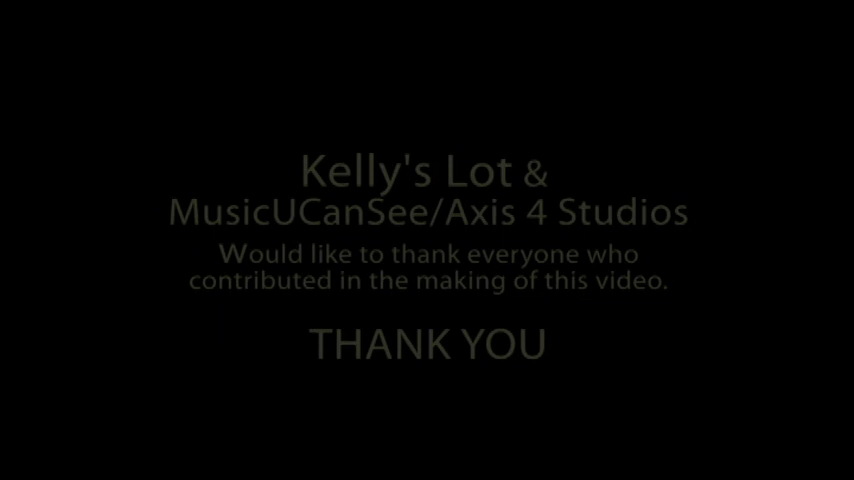 Kelly's Lot &
MusicUCanSee/Axis 4 Studios
Would like to thank everyone who
contributed in the making of this video.
THANK YOU